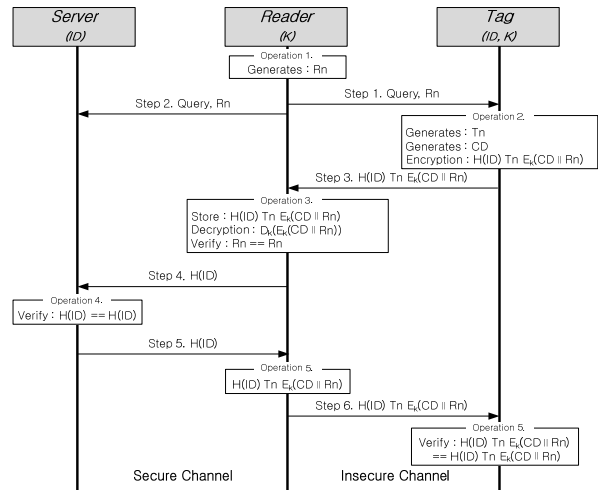 Server
(ID)
Reader
(K)
Tag
(ID, K)
Operation 1.
Generates : Rn
Step 1. Query, Rn
Step 2. Query, Rn
Operation 2.
Generates : Tn
Generates : CD
Encryption : H(ID) Tn Eₖ(CD ∥ Rn)
Step 3. H(ID) Tn Eₖ(CD ∥ Rn)
Operation 3.
Store : H(ID) Tn Eₖ(CD ∥ Rn)
Decryption : Dₖ(Eₖ(CD ∥ Rn))
Verify : Rn == Rn
Step 4. H(ID)
Operation 4.
Verify : H(ID) == H(ID)
Step 5. H(ID)
Operation 5.
H(ID) Tn Eₖ(CD ∥ Rn)
Step 6. H(ID) Tn Eₖ(CD ∥ Rn)
Operation 5.
Verify : H(ID) Tn Eₖ(CD ∥ Rn)
== H(ID) Tn Eₖ(CD ∥ Rn)
Secure Channel
Insecure Channel